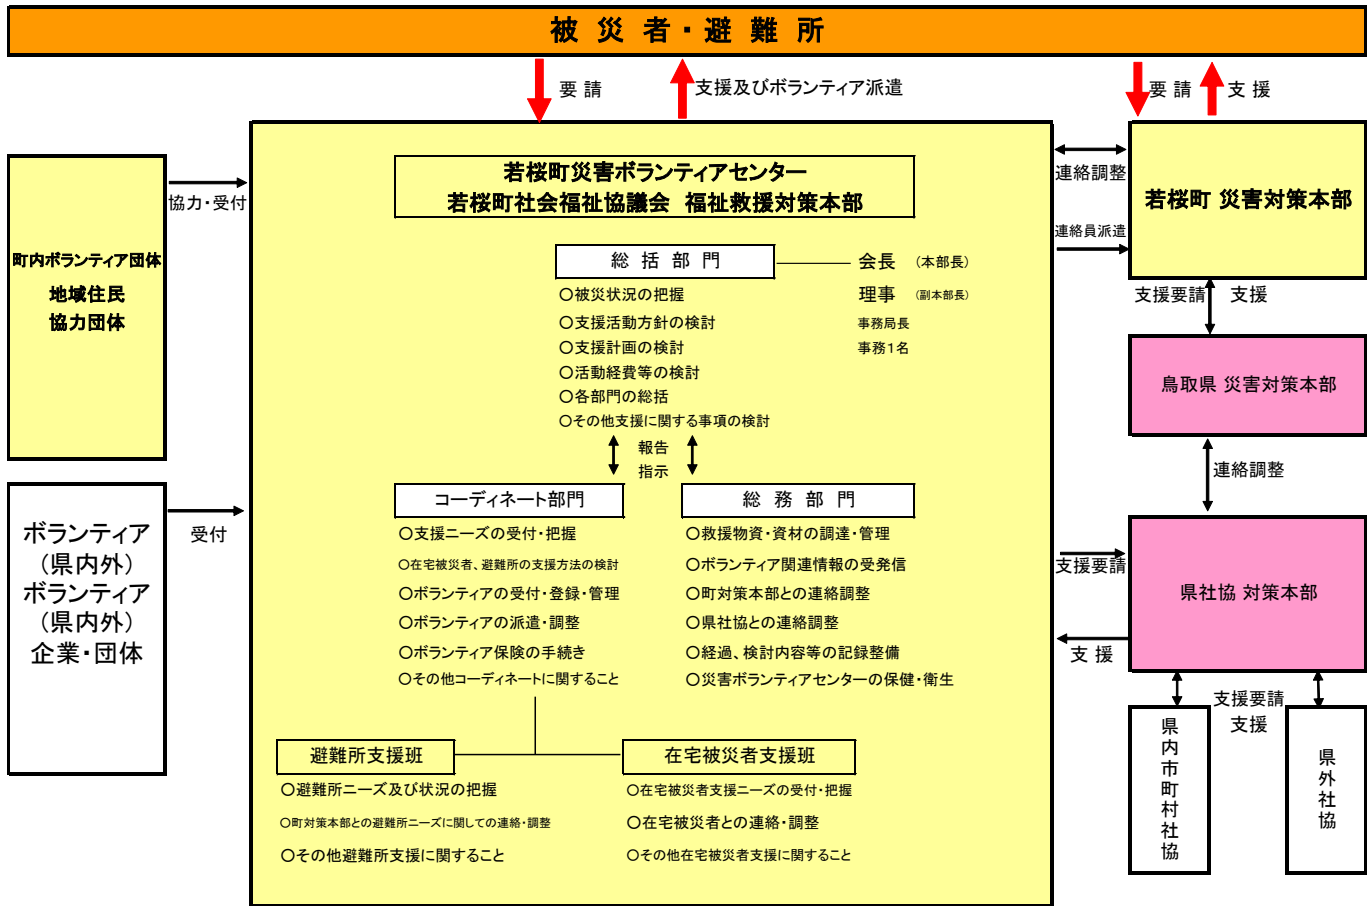 被災者・避難所
要請
支援及びボランティア派遣
要請
支援
町内ボランティア団体
地域住民
協力団体
協力・受付
ボランティア
（県内外）
ボランティア
（県内外）
企業・団体
受付
若桜町災害ボランティアセンター
若桜町社会福祉協議会　福祉救援対策本部
総括部門
会長　（本部長）
理事　（副本部長）
事務局長
事務１名
○被災状況の把握
○支援活動方針の検討
○支援計画の検討
○活動経費等の検討
○各部門の総括
○その他支援に関する事項の検討
報告
指示
コーディネート部門
○支援ニーズの受付・把握
○在宅被災者、避難所の支援方法の検討
○ボランティアの受付・登録・管理
○ボランティアの派遣・調整
○ボランティア保険の手続き
○その他コーディネートに関すること
総務部門
○救援物資・資材の調達・管理
○ボランティア関連情報の受発信
○町対策本部との連絡調整
○県社協との連絡調整
○経過、検討内容等の記録整備
○災害ボランティアセンターの保健・衛生
避難所支援班
○避難所ニーズ及び状況の把握
○町対策本部との避難所ニーズに関しての連絡・調整
○その他避難所支援に関すること
在宅被災者支援班
○在宅被災者支援ニーズの受付・把握
○在宅被災者との連絡・調整
○その他在宅被災者支援に関すること
連絡調整
連絡員派遣
若桜町 災害対策本部
支援要請
支援
鳥取県 災害対策本部
連絡調整
支援要請
支援
県社協 対策本部
支援要請
支援
県内市町村社協
県外社協